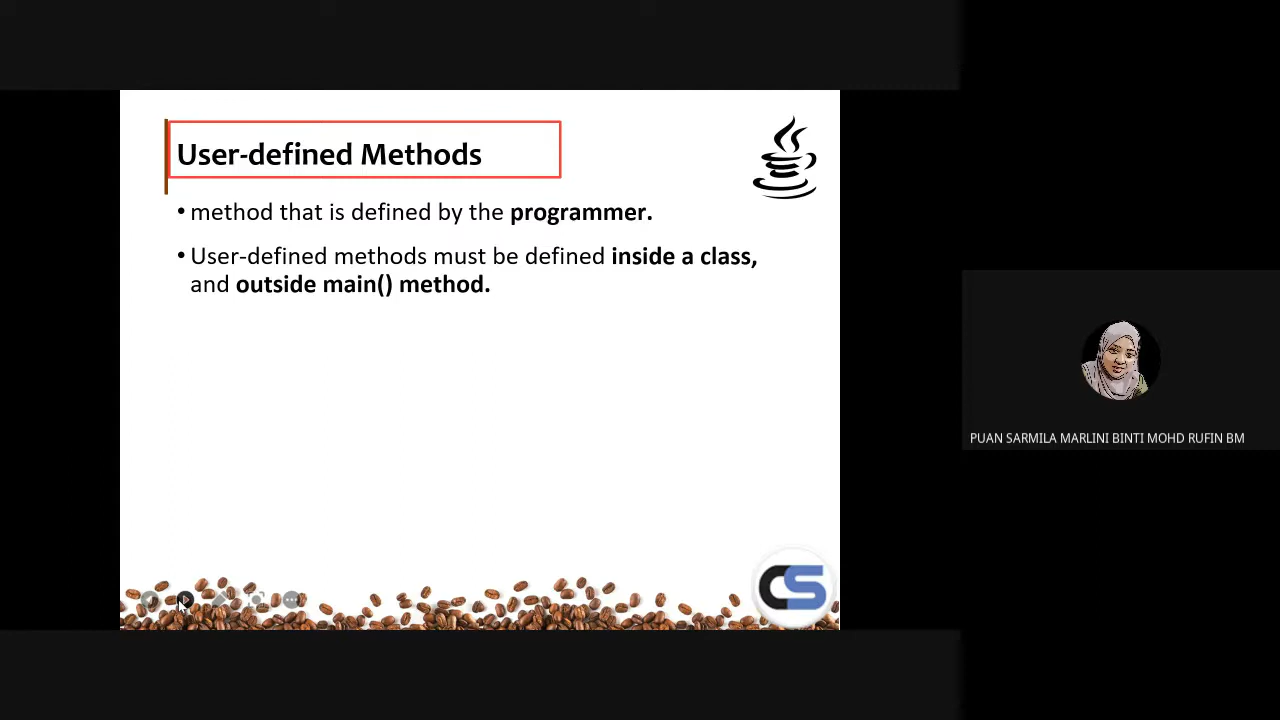 User-defined Methods
• method that is defined by the programmer.
• User-defined methods must be defined inside a class,
and outside main() method.
CS
PUAN SARMILA MARLINI BINTI MOHD RUFIN BM